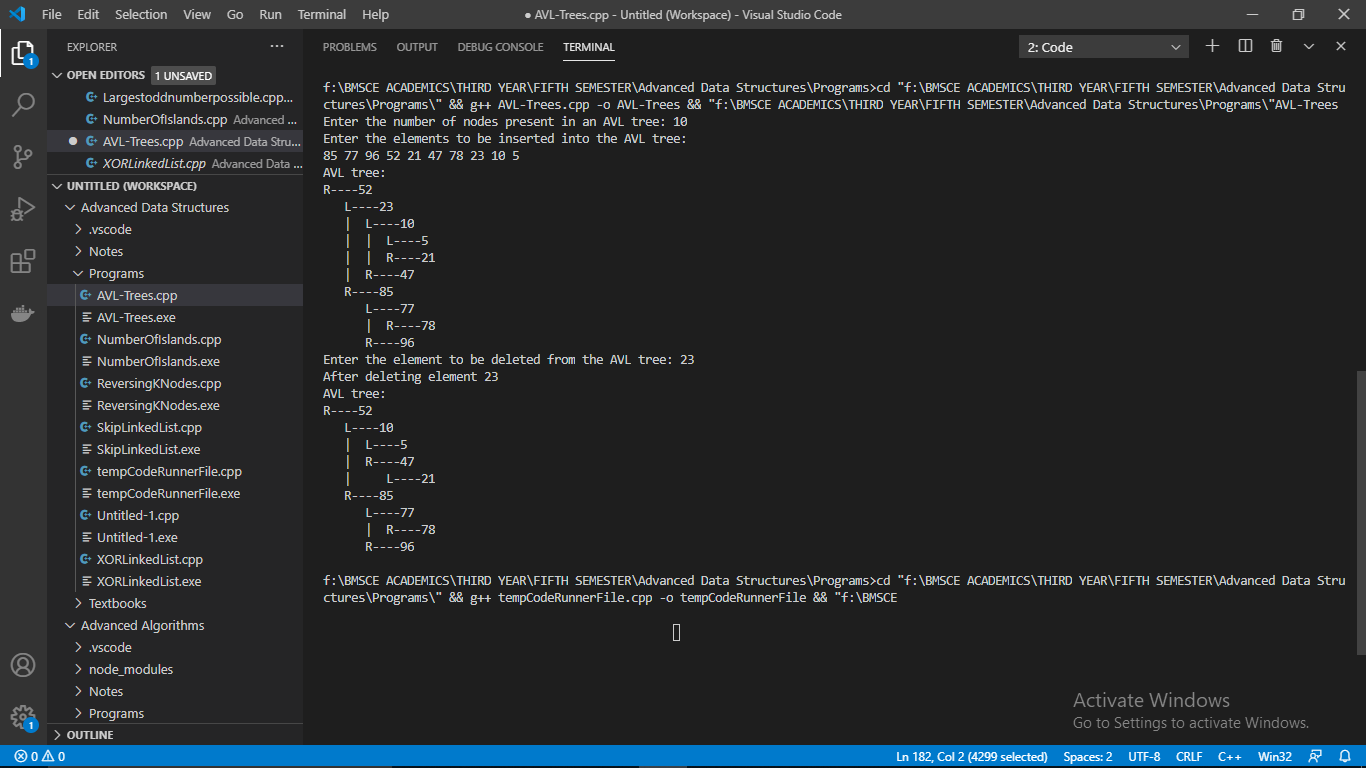 File Edit Selection View Go Run Terminal Help
● AVL-Trees.cpp - Untitled (Workspace) - Visual Studio Code
EXPLORER
OPEN EDITORS 1 UNSAVED
Largestoddnumberpossible.cpp...
NumberOfIslands.cpp Advanced ...
AVL-Trees.cpp Advanced Data Stru...
XORLinkedList.cpp Advanced Data ...
UNTITLED (WORKSPACE)
Advanced Data Structures
.vscode
Notes
Programs
AVL-Trees.cpp
AVL-Trees.exe
NumberOfIslands.cpp
NumberOfIslands.exe
ReversingKNodes.cpp
ReversingKNodes.exe
SkipLinkedList.cpp
SkipLinkedList.exe
tempCodeRunnerFile.cpp
tempCodeRunnerFile.exe
Untitled-1.cpp
Untitled-1.exe
XORLinkedList.cpp
XORLinkedList.exe
Textbooks
Advanced Algorithms
.vscode
node_modules
Notes
Programs
OUTLINE
1
1
PROBLEMS OUTPUT DEBUG CONSOLE TERMINAL
2: Code
f:\BMSCE ACADEMICS\THIRD YEAR\FIFTH SEMESTER\Advanced Data Structures\Programs>cd "f:\BMSCE ACADEMICS\THIRD YEAR\FIFTH SEMESTER\Advanced Data Stru
ctures\Programs\" && g++ AVL-Trees.cpp -o AVL-Trees && "f:\BMSCE ACADEMICS\THIRD YEAR\FIFTH SEMESTER\Advanced Data Structures\Programs\"AVL-Trees
Enter the number of nodes present in an AVL tree: 10
Enter the elements to be inserted into the AVL tree:
85 77 96 52 21 47 78 23 10 5
AVL tree:
R----52
   L----23
   |  L----10
   |  |  L----5
   |  |  R----21
   |  R----47
   R----85
      L----77
      |  R----78
      R----96
Enter the element to be deleted from the AVL tree: 23
After deleting element 23
AVL tree:
R----52
   L----10
   |  L----5
   |  R----47
   |     L----21
   R----85
      L----77
      |  R----78
      R----96
f:\BMSCE ACADEMICS\THIRD YEAR\FIFTH SEMESTER\Advanced Data Structures\Programs>cd "f:\BMSCE ACADEMICS\THIRD YEAR\FIFTH SEMESTER\Advanced Data Stru
ctures\Programs\" && g++ tempCodeRunnerFile.cpp -o tempCodeRunnerFile && "f:\BMSCE
Activate Windows
Go to Settings to activate Windows.
0 0
Ln 182, Col 2 (4299 selected) Spaces: 2 UTF-8 CRLF C++ Win32